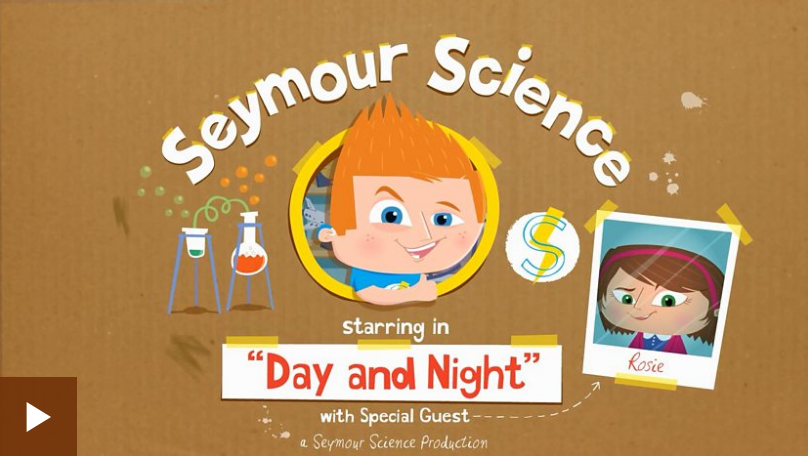 Seymour Science
S
Rosie
starring in
"Day and Night"
with Special Guest
a Seymour Science Production